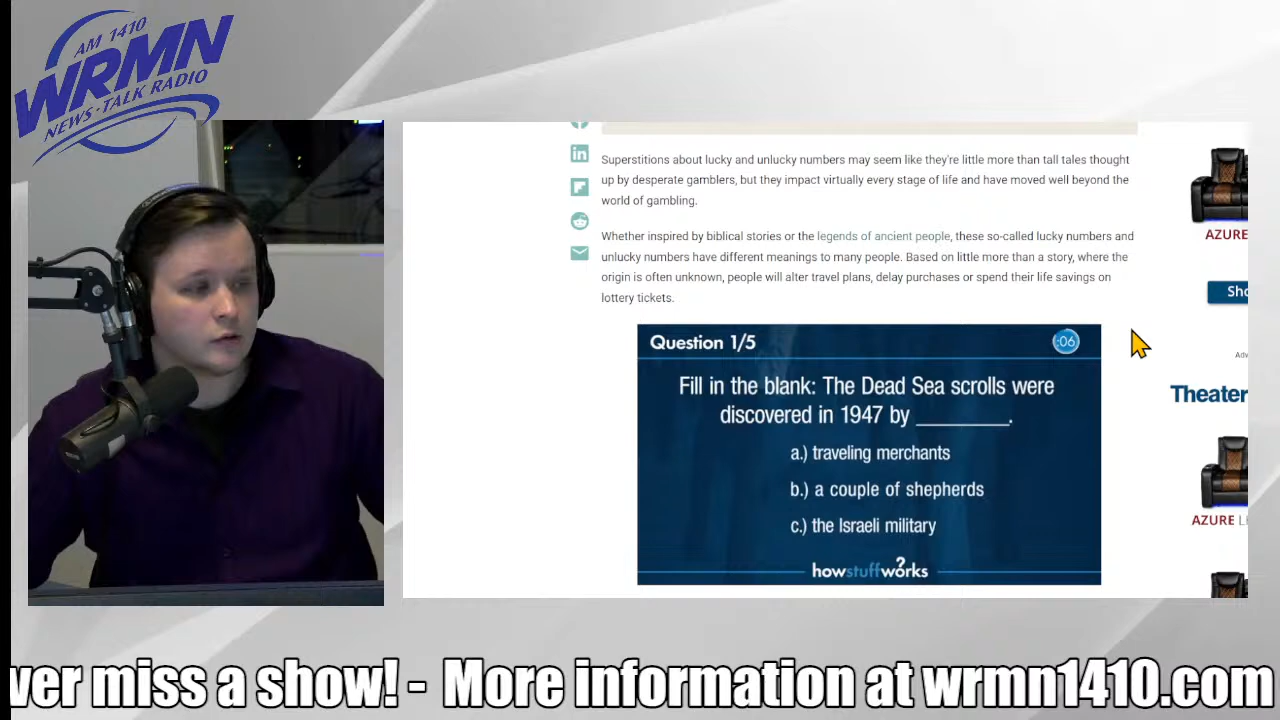 AM 1410
WRMN
NEWS·TALK RADIO
Superstitions about lucky and unlucky numbers may seem like they're little more than tall tales thought
up by desperate gamblers, but they impact virtually every stage of life and have moved well beyond the
world of gambling.
Whether inspired by biblical stories or the legends of ancient people, these so-called lucky numbers and
unlucky numbers have different meanings to many people. Based on little more than a story, where the
origin is often unknown, people will alter travel plans, delay purchases or spend their life savings on
lottery tickets.
Question 1/5
:06
Fill in the blank: The Dead Sea scrolls were
discovered in 1947 by _________.
a.) traveling merchants
b.) a couple of shepherds
c.) the Israeli military
howstuffworks
?
AZURE
Sho
Adv
Theater
AZURE L
ver miss a show! - More information at wrmn1410.com